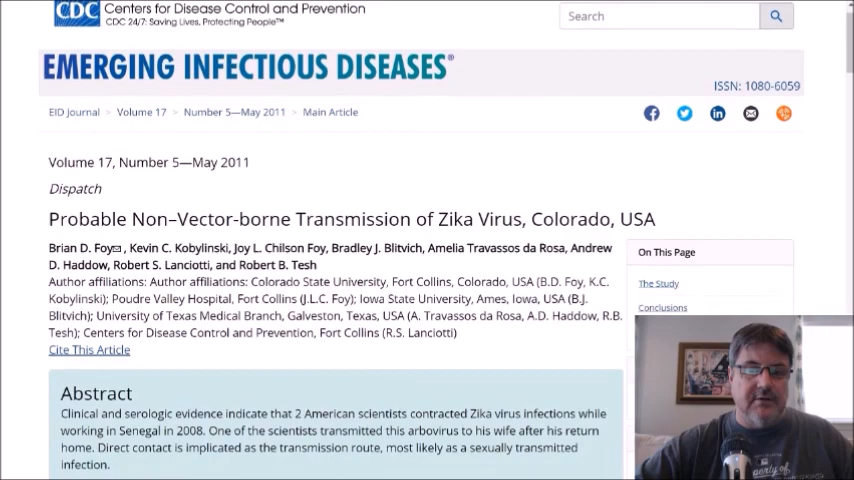 CDC
Centers for Disease Control and Prevention
CDC 24/7: Saving Lives, Protecting People™
Search
EMERGING INFECTIOUS DISEASES®
ISSN: 1080-6059
EID Journal > Volume 17 > Number 5—May 2011 > Main Article
Volume 17, Number 5—May 2011
Dispatch
Probable Non–Vector-borne Transmission of Zika Virus, Colorado, USA
Brian D. Foy, Kevin C. Kobylinski, Joy L. Chilson Foy, Bradley J. Blitvich, Amelia Travassos da Rosa, Andrew
D. Haddow, Robert S. Lanciotti, and Robert B. Tesh
Author affiliations: Author affiliations: Colorado State University, Fort Collins, Colorado, USA (B.D. Foy, K.C.
Kobylinski); Poudre Valley Hospital, Fort Collins (J.L.C. Foy); Iowa State University, Ames, Iowa, USA (B.J.
Blitvich); University of Texas Medical Branch, Galveston, Texas, USA (A. Travassos da Rosa, A.D. Haddow, R.B.
Tesh); Centers for Disease Control and Prevention, Fort Collins (R.S. Lanciotti)
Cite This Article
On This Page
The Study
Conclusions
Abstract
Clinical and serologic evidence indicate that 2 American scientists contracted Zika virus infections while
working in Senegal in 2008. One of the scientists transmitted this arbovirus to his wife after his return
home. Direct contact is implicated as the transmission route, most likely as a sexually transmitted
infection.
property of